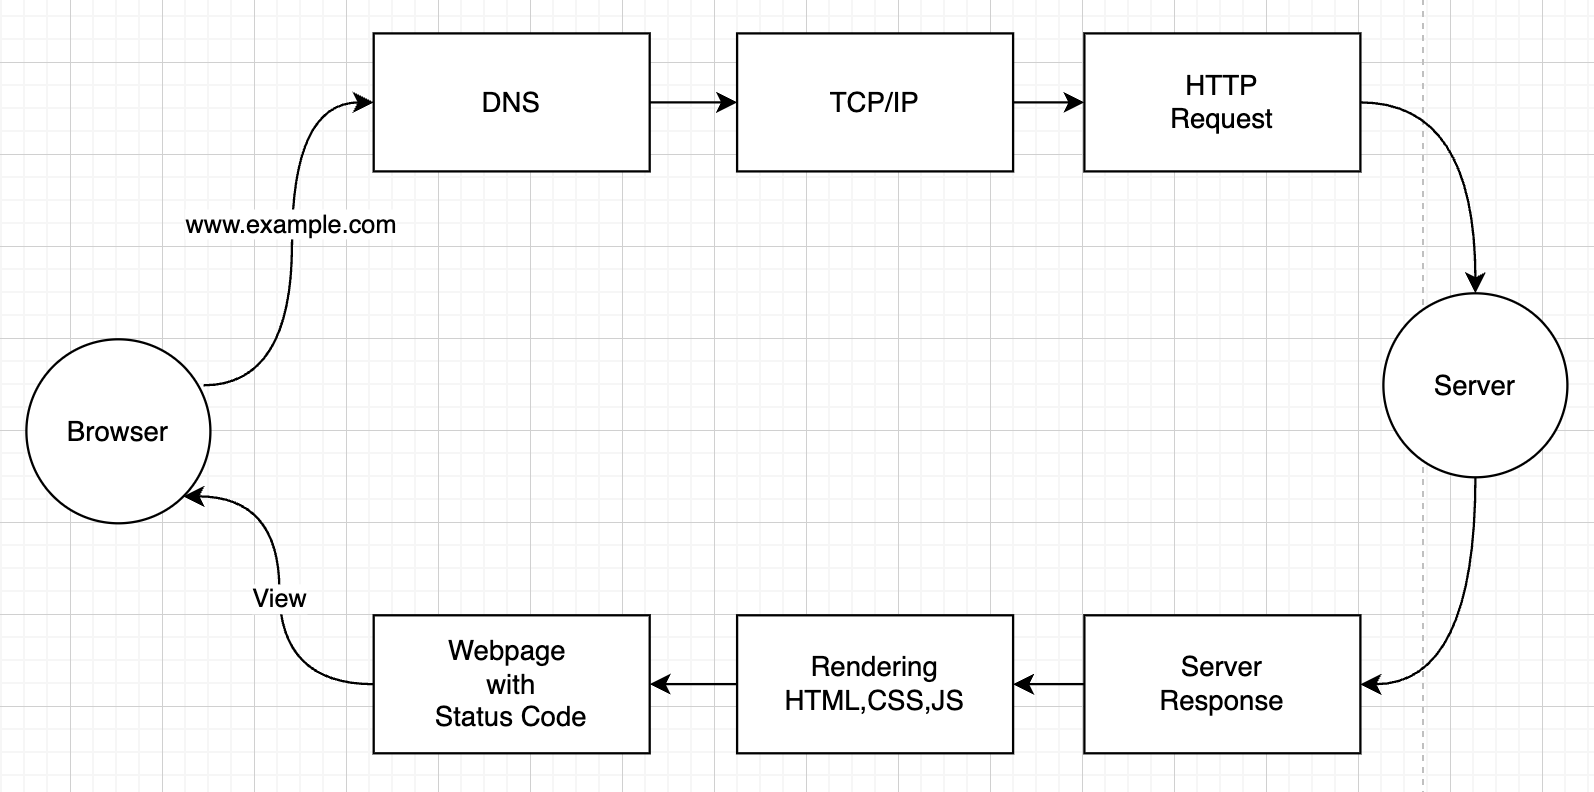 DNS
TCP/IP
HTTP
Request
www.example.com
Browser
Server
View
Webpage
with
Status Code
Rendering
HTML,CSS,JS
Server
Response